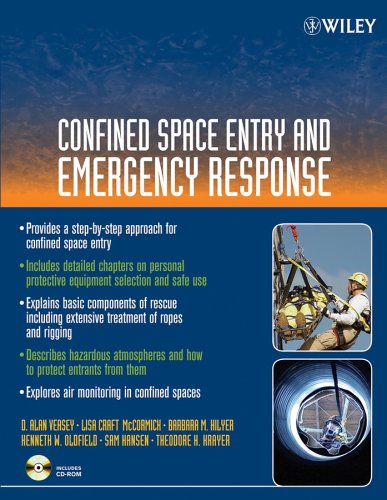 WILEY
CONFINED SPACE ENTRY AND
EMERGENCY RESPONSE
• Provides a step-by-step approach for
confined space entry
• Includes detailed chapters on personal
protective equipment selection and safe use
• Explains basic components of rescue
including extensive treatment of ropes
and rigging
• Describes hazardous atmospheres and how
to protect entrants from them
• Explores air monitoring in confined spaces
D. ALAN VEASEY • LISA CRAFT McCORMICK • BARBARA M. HILYER
KENNETH W. OLDFIELD • SAM HANSEN • THEODORE H. KRAYER
INCLUDES
CD-ROM